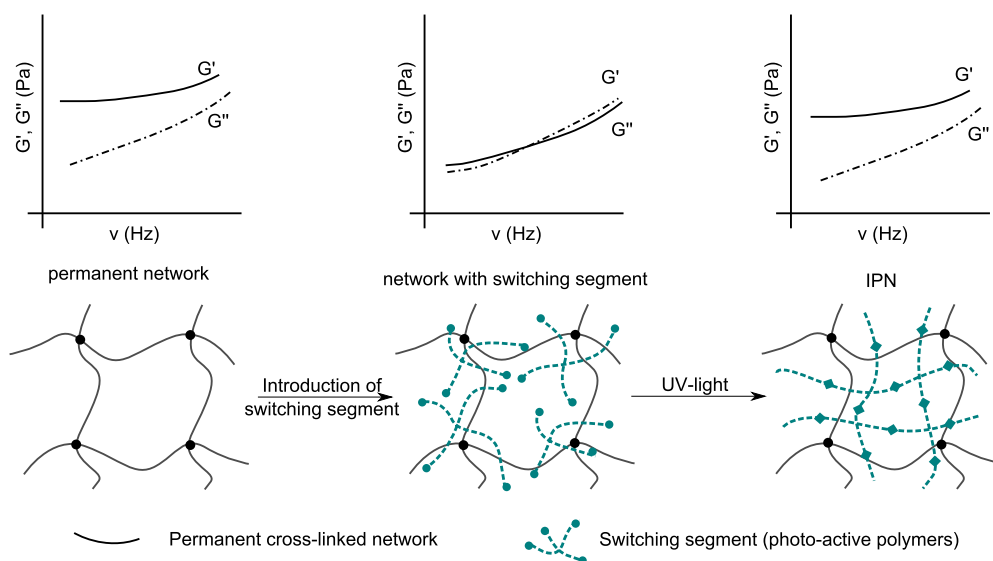 G', G" (Pa)
G'
G"
v (Hz)
G', G" (Pa)
G'
G"
v (Hz)
G', G" (Pa)
G'
G"
v (Hz)
permanent network
network with switching segment
IPN
Introduction of
switching segment
UV-light
Permanent cross-linked network
Switching segment (photo-active polymers)